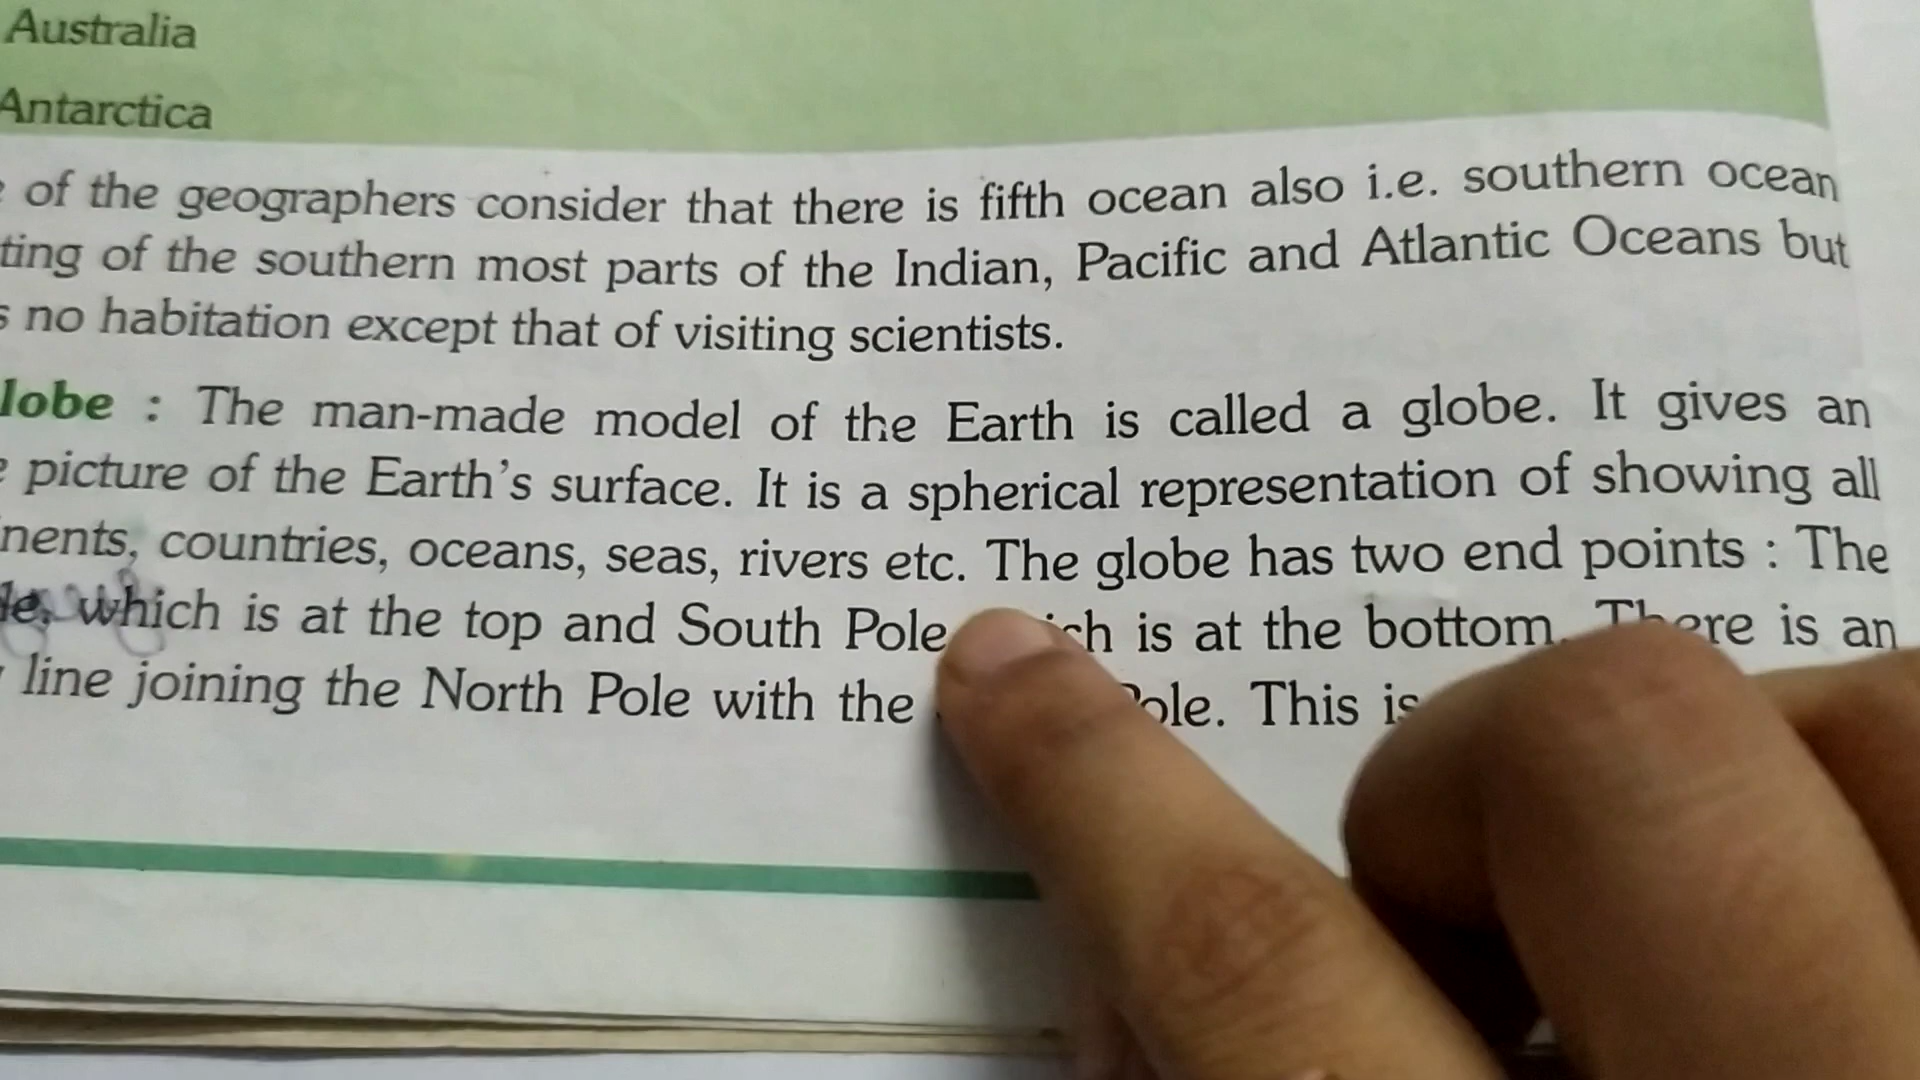 Australia
Antarctica
of the geographers consider that there is fifth ocean also i.e. southern ocean
ting of the southern most parts of the Indian, Pacific and Atlantic Oceans but
no habitation except that of visiting scientists.
lobe : The man-made model of the Earth is called a globe. It gives an
picture of the Earth's surface. It is a spherical representation of showing all
nents, countries, oceans, seas, rivers etc. The globe has two end points : The
le, which is at the top and South Pole is at the bottom. There is an
line joining the North Pole with the ole. This is